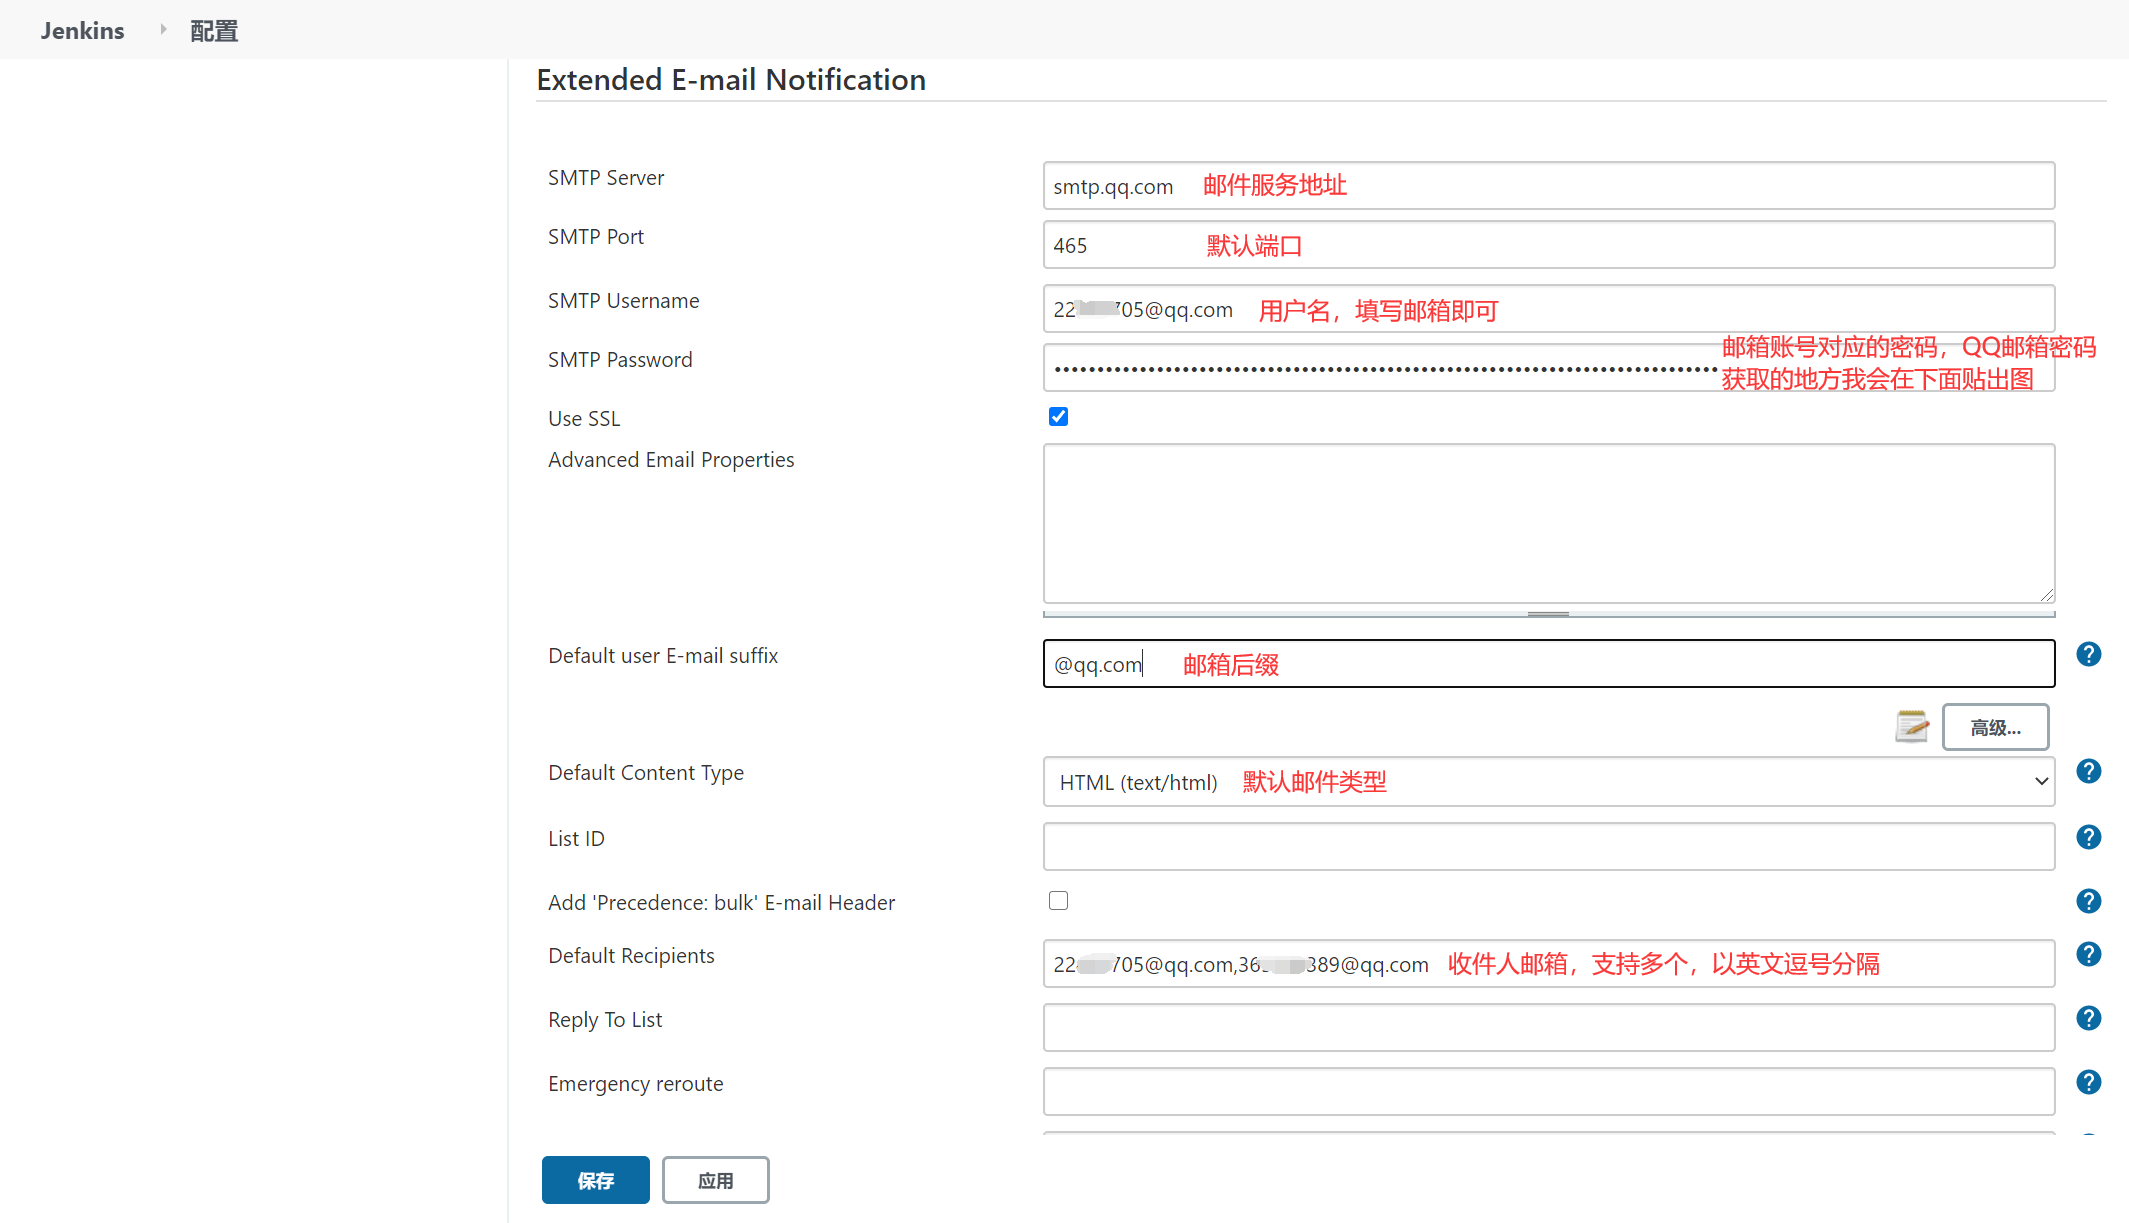 Jenkins 配置
Extended E-mail Notification
SMTP Server
smtp.qq.com 邮件服务地址
SMTP Port
465 默认端口
SMTP Username
22 705@qq.com 用户名，填写邮箱即可
SMTP Password
邮箱账号对应的密码，QQ邮箱密码
获取的地方我会在下面贴出图
Use SSL
Advanced Email Properties
Default user E-mail suffix
@qq.com 邮箱后缀
高级...
Default Content Type
HTML (text/html) 默认邮件类型
List ID
Add 'Precedence: bulk' E-mail Header
Default Recipients
22 705@qq.com,36 389@qq.com 收件人邮箱，支持多个，以英文逗号分隔
Reply To List
Emergency reroute
保存 应用